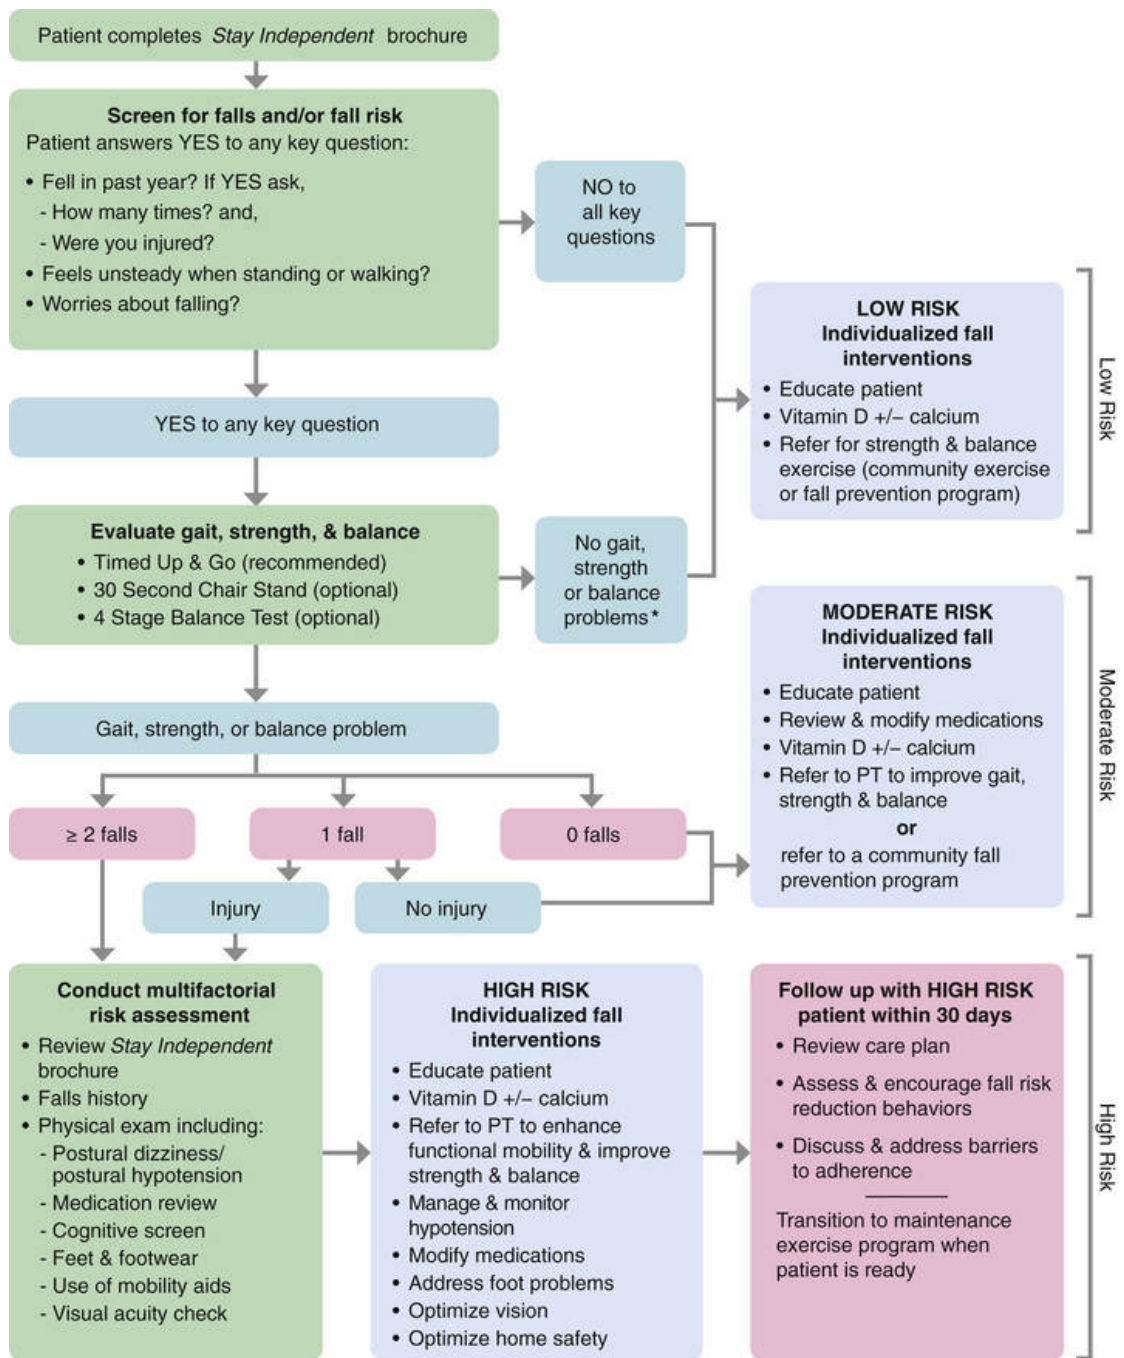 Patient completes Stay Independent brochure
Screen for falls and/or fall risk
Patient answers YES to any key question:
• Fell in past year? If YES ask,
- How many times? and,
- Were you injured?
• Feels unsteady when standing or walking?
• Worries about falling?
NO to
all key
questions
YES to any key question
LOW RISK
Individualized fall
interventions
• Educate patient
• Vitamin D +/− calcium
• Refer for strength & balance
exercise (community exercise
or fall prevention program)
Low Risk
Evaluate gait, strength, & balance
• Timed Up & Go (recommended)
• 30 Second Chair Stand (optional)
• 4 Stage Balance Test (optional)
No gait,
strength
or balance
problems*
Gait, strength, or balance problem
MODERATE RISK
Individualized fall
interventions
• Educate patient
• Review & modify medications
• Vitamin D +/− calcium
• Refer to PT to improve gait,
strength & balance
or
refer to a community fall
prevention program
Moderate Risk
≥ 2 falls
1 fall
0 falls
Injury
No injury
Conduct multifactorial
risk assessment
• Review Stay Independent
brochure
• Falls history
• Physical exam including:
- Postural dizziness/
postural hypotension
- Medication review
- Cognitive screen
- Feet & footwear
- Use of mobility aids
- Visual acuity check
HIGH RISK
Individualized fall
interventions
• Educate patient
• Vitamin D +/− calcium
• Refer to PT to enhance
functional mobility & improve
strength & balance
• Manage & monitor
hypotension
• Modify medications
• Address foot problems
• Optimize vision
• Optimize home safety
Follow up with HIGH RISK
patient within 30 days
• Review care plan
• Assess & encourage fall risk
reduction behaviors
• Discuss & address barriers
to adherence
Transition to maintenance
exercise program when
patient is ready
High Risk